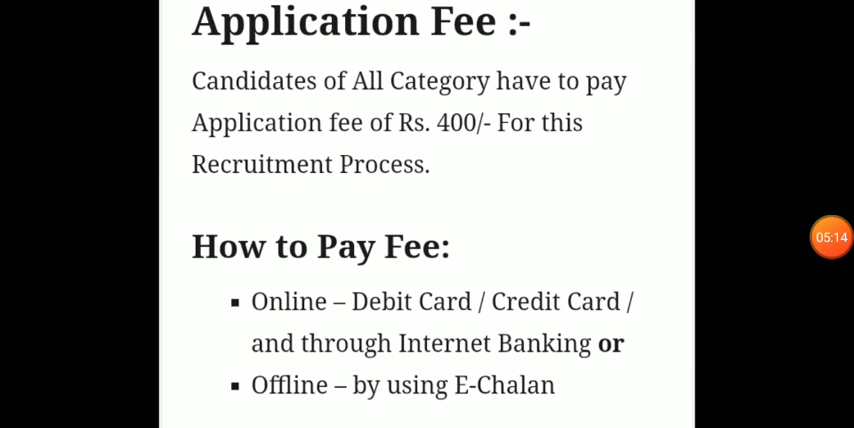 Application Fee :-
Candidates of All Category have to pay
Application fee of Rs. 400/- For this
Recruitment Process.
How to Pay Fee:
▪ Online – Debit Card / Credit Card /
and through Internet Banking or
▪ Offline – by using E-Chalan
05:14